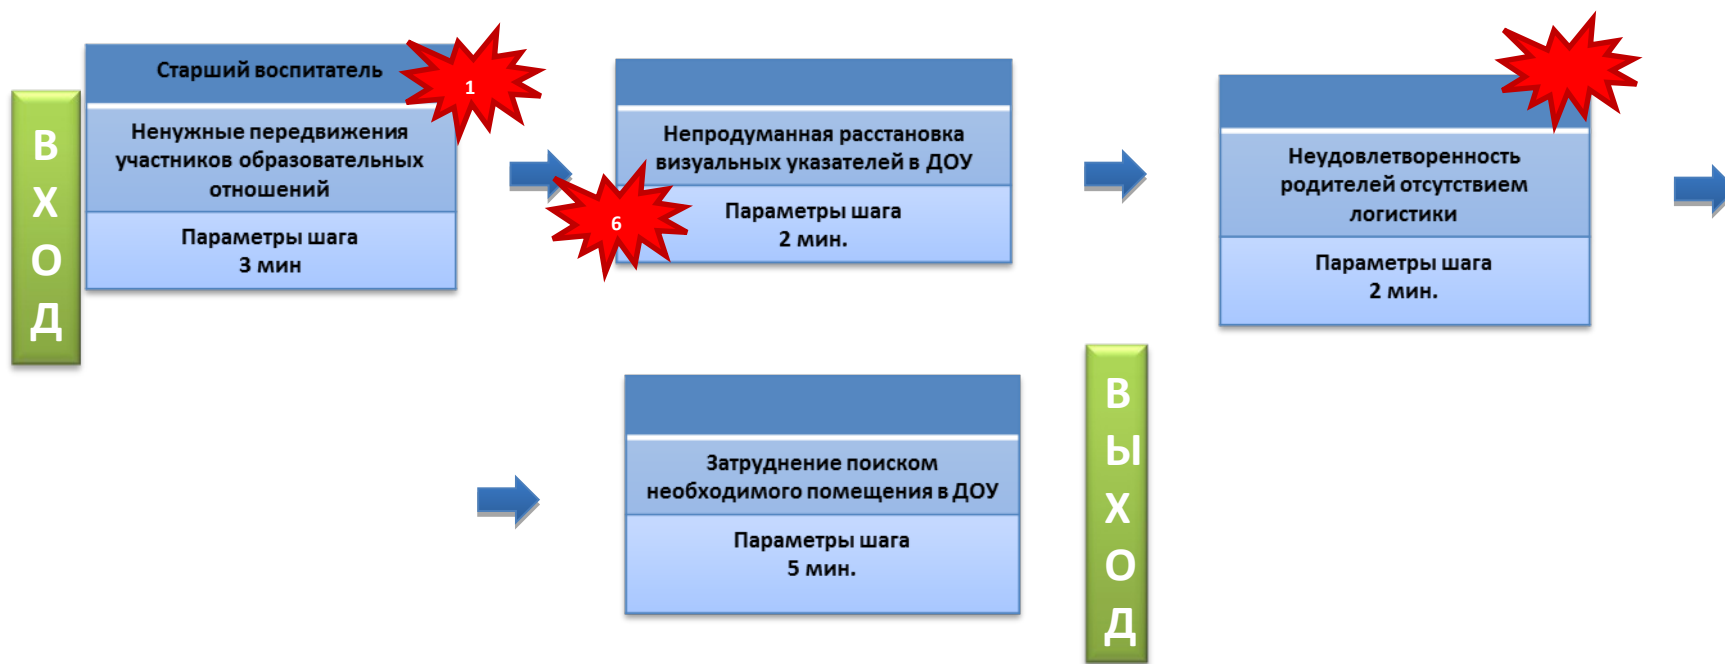 ВХОД
Старший воспитатель
1
Ненужные передвижения
участников образовательных
отношений
Параметры шага
3 мин
Непродуманная расстановка
визуальных указателей в ДОУ
6
Параметры шага
2 мин.
Неудовлетворенность
родителей отсутствием
логистики
Параметры шага
2 мин.
Затруднение поиском
необходимого помещения в ДОУ
Параметры шага
5 мин.
ВЫХОД